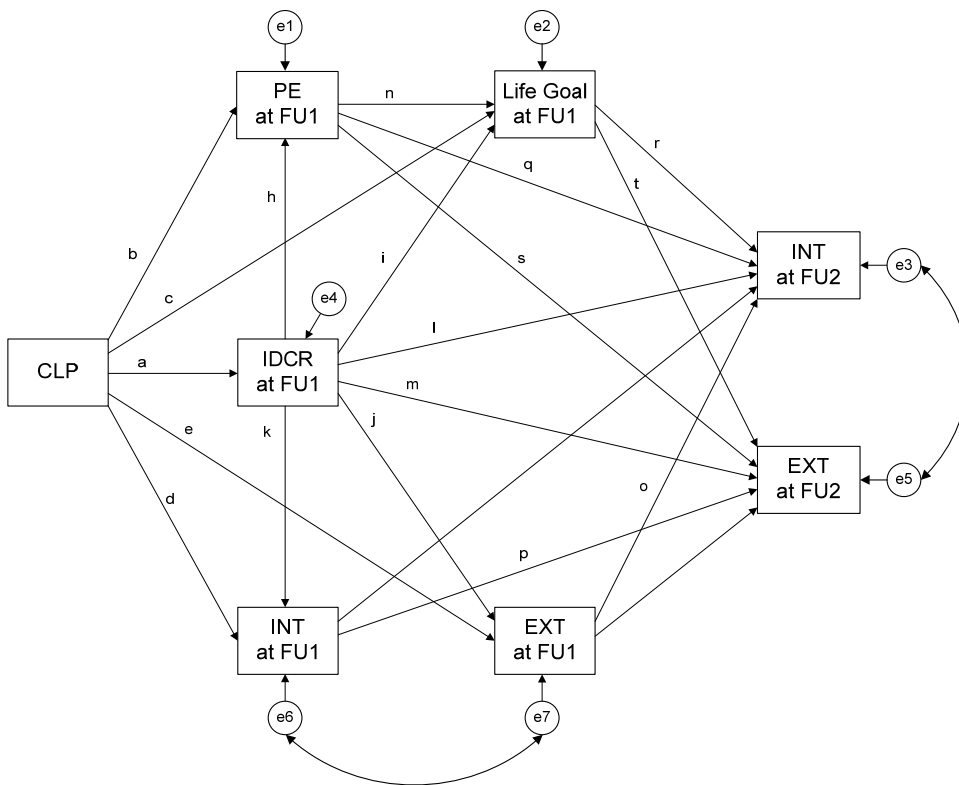 e1
e2
PE
at FU1
n
Life Goal
at FU1
r
q
t
h
b
i
s
INT
at FU2
e3
c
e4
l
CLP
a
IDCR
at FU1
m
e
k
j
EXT
at FU2
e5
d
o
p
INT
at FU1
EXT
at FU1
e6
e7